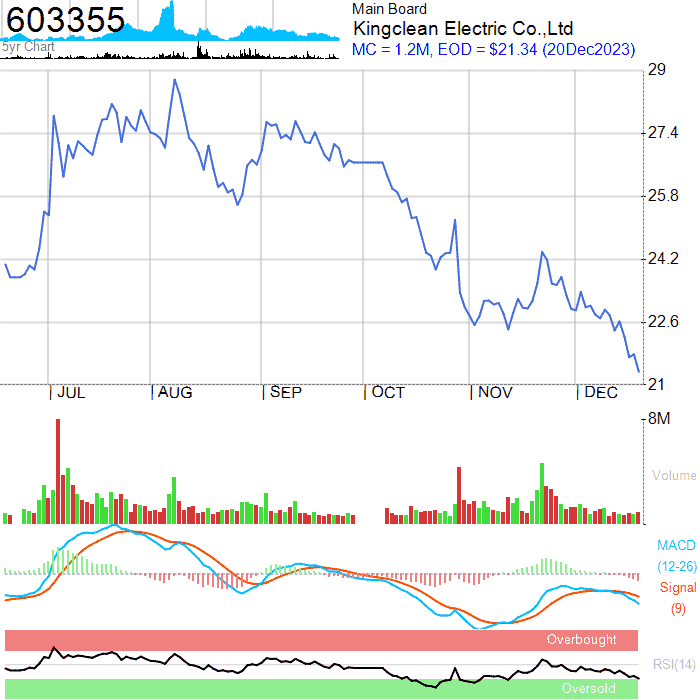 603355
5yr Chart
Main Board
Kingclean Electric Co.,Ltd
MC = 1.2M, EOD = $21.34 (20Dec2023)
29
27.4
25.8
24.2
22.6
21
JUL
AUG
SEP
OCT
NOV
DEC
8M
Volume
MACD
(12-26)
Signal
(9)
Overbought
RSI(14)
Oversold